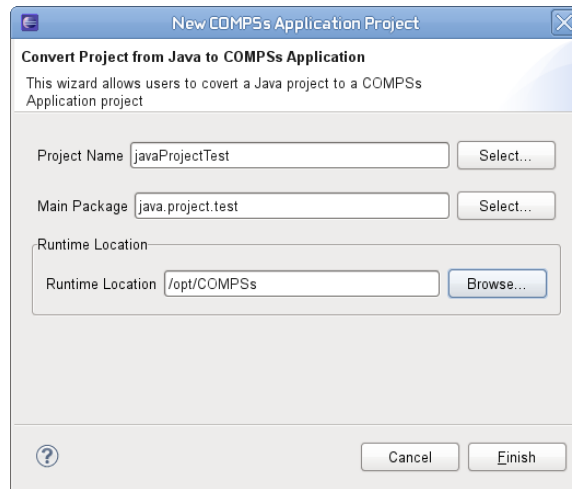 New COMPSs Application Project
Convert Project from Java to COMPSs Application
This wizard allows users to covert a Java project to a COMPSs
Application project
Project Name javaProjectTest Select...
Main Package java.project.test Select...
Runtime Location
Runtime Location /opt/COMPSs Browse...
? Cancel Finish